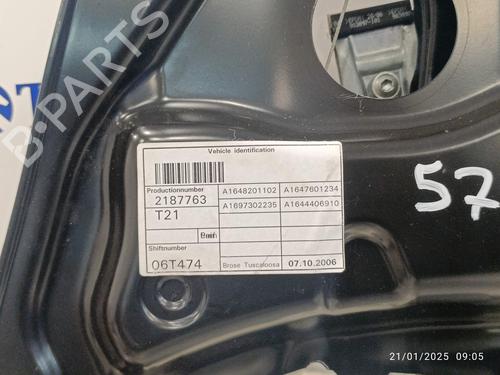 Vehicle identification
Productionnumber
2187763
A1648201102 A1647601234
T21
A1697302235 A1644406910
Shiftnumber
06T474
Brose Tuscaloosa 07.10.2006
57
B-PARTS
21/01/2025 09:05